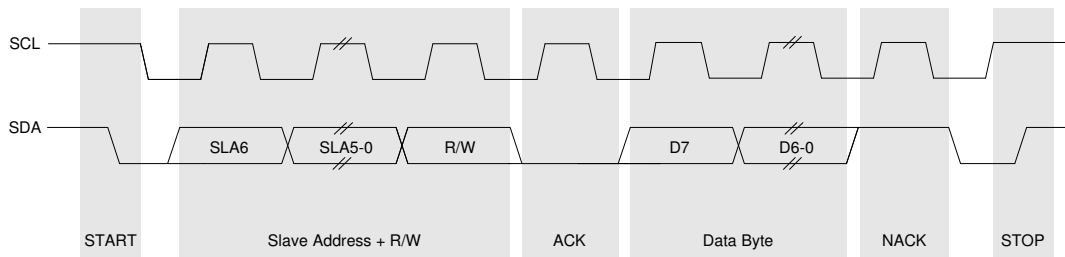 SCL
SDA
SLA6 SLA5-0 R/W D7 D6-0
START Slave Address + R/W ACK Data Byte NACK STOP